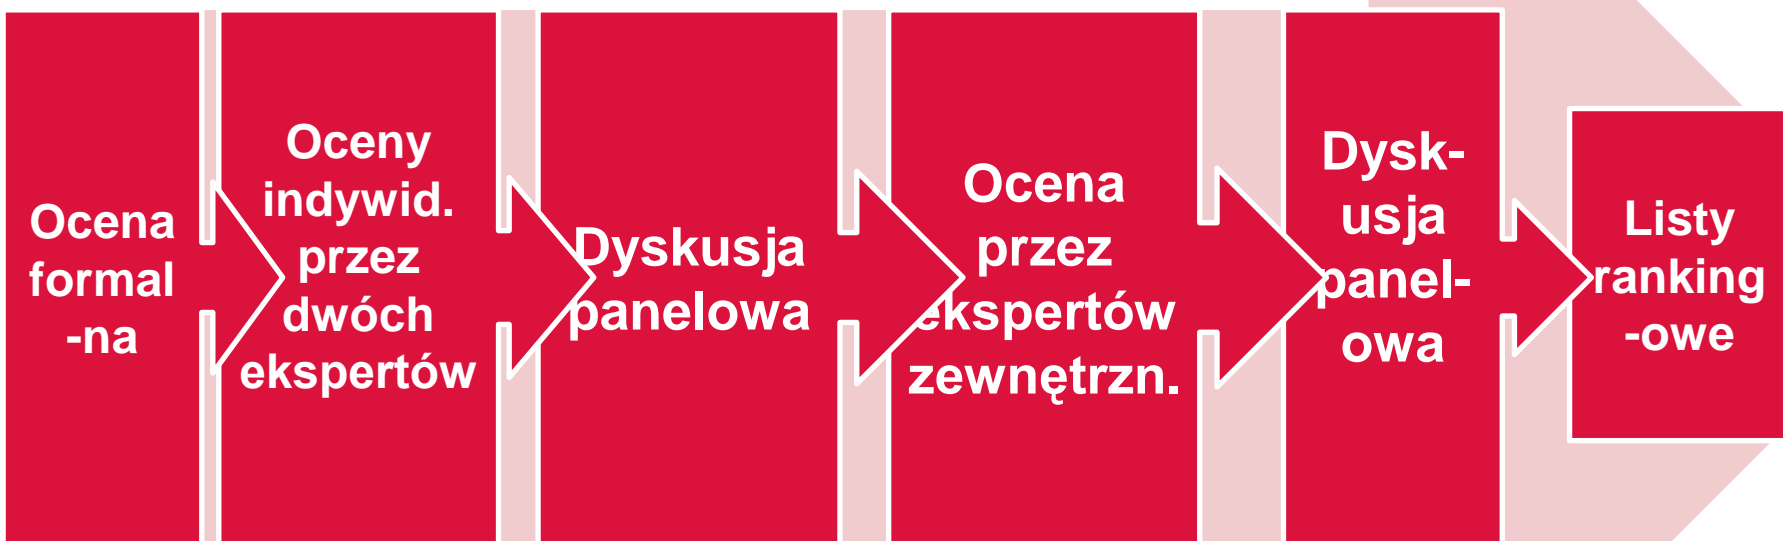 Ocena
formal
-na
Oceny
indywid.
przez
dwóch
ekspertów
Dyskusja
panelowa
Ocena
przez
ekspertów
zewnętrzn.
Dysk-
usja
panel-
owa
Listy
ranking
-owe